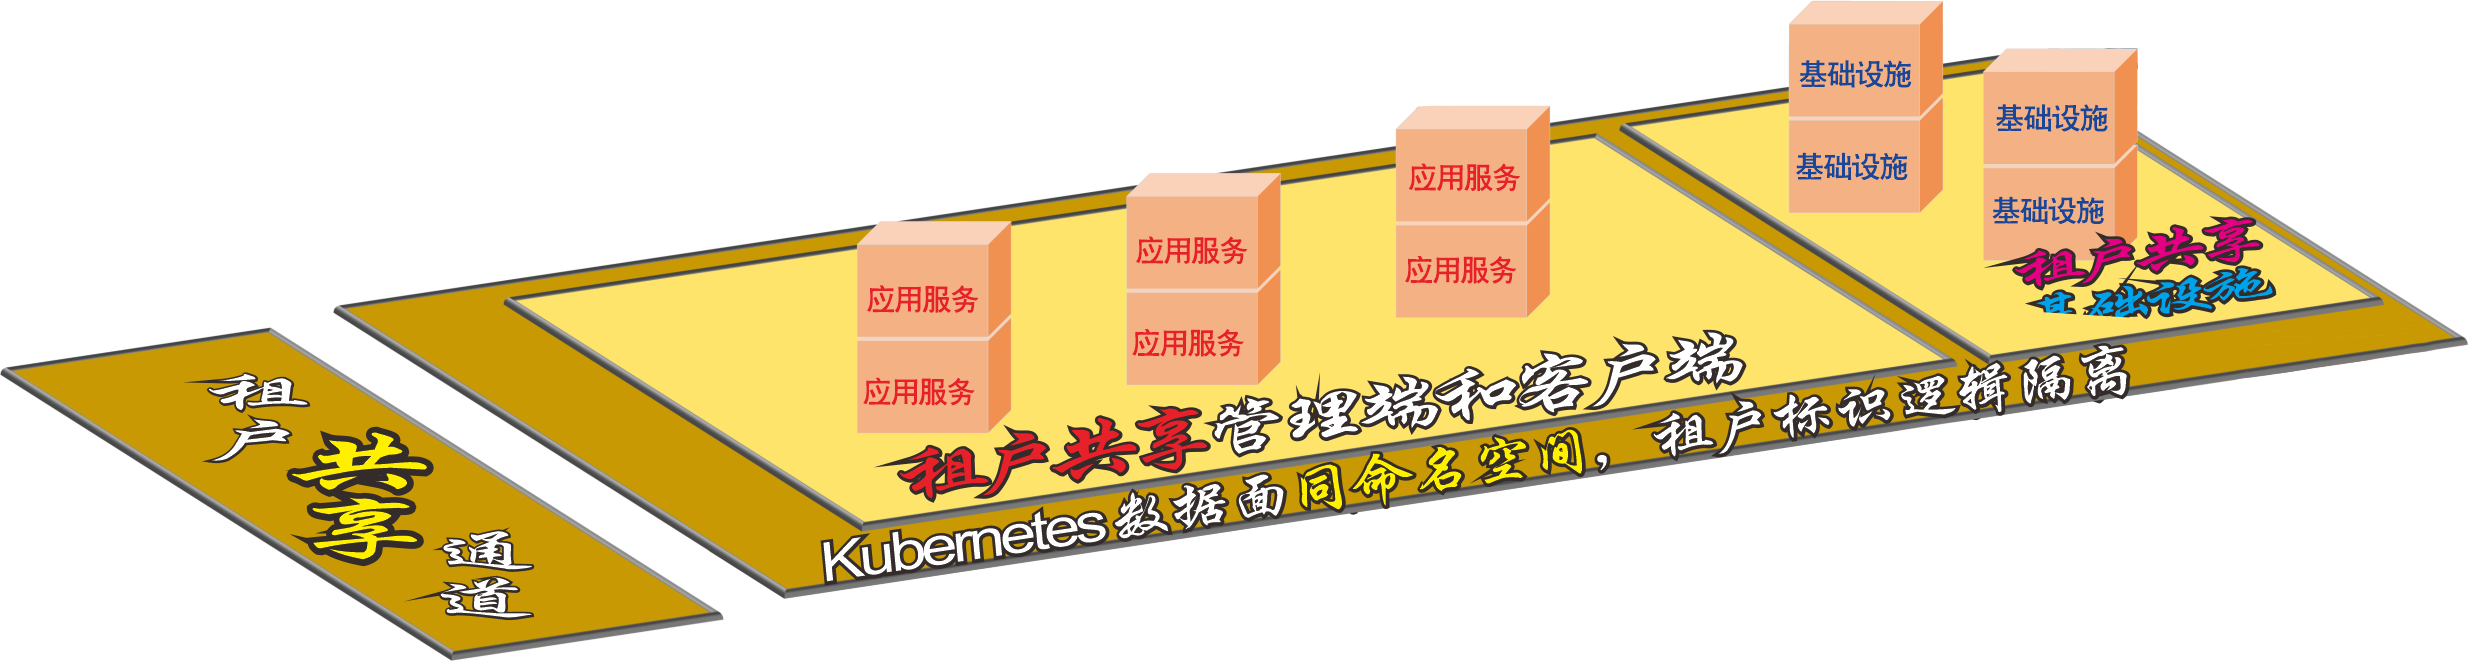 租户
共享
通道
应用服务
应用服务
应用服务
应用服务
应用服务
应用服务
基础设施
基础设施
基础设施
基础设施
租户共享管理端和客户端
租户共享
基础设施
Kubernetes数据面同命名空间，租户标识逻辑隔离